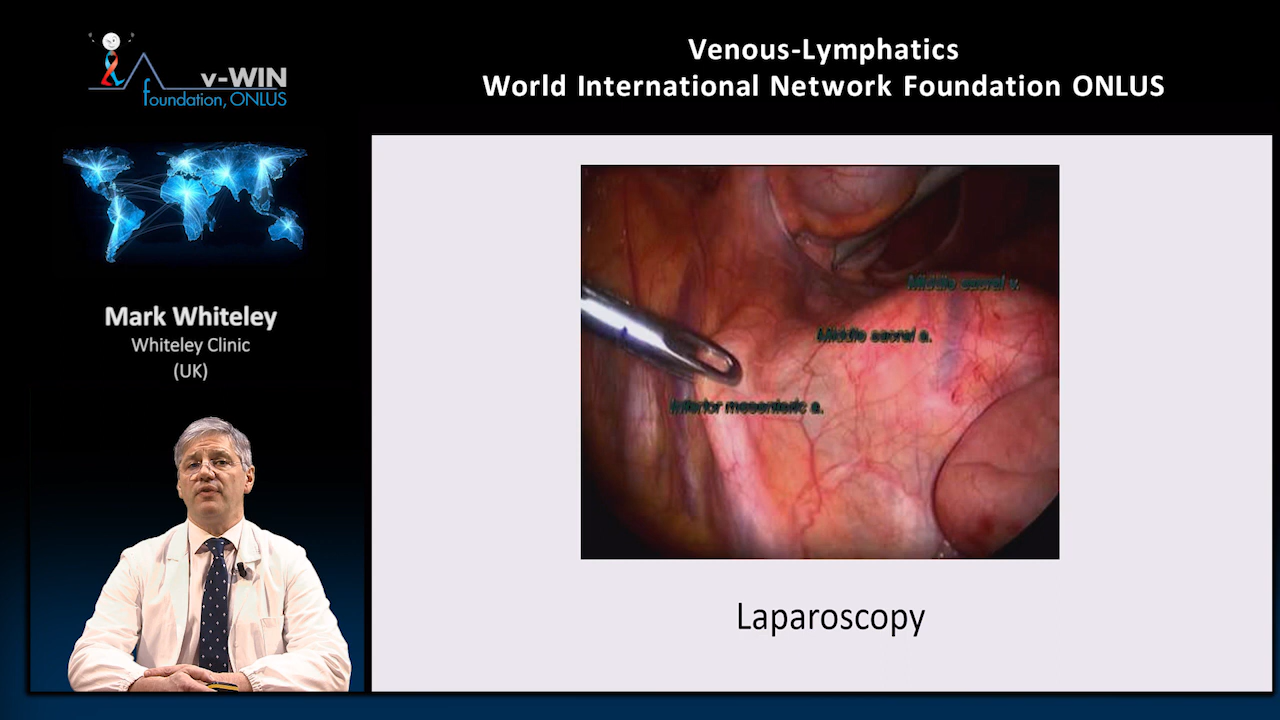 v-WIN
foundation, ONLUS
Venous-Lymphatics
World International Network Foundation ONLUS
Mark Whiteley
Whiteley Clinic
(UK)
Middle sacral v.
Middle sacral a.
Inferior mesenteric a.
Laparoscopy